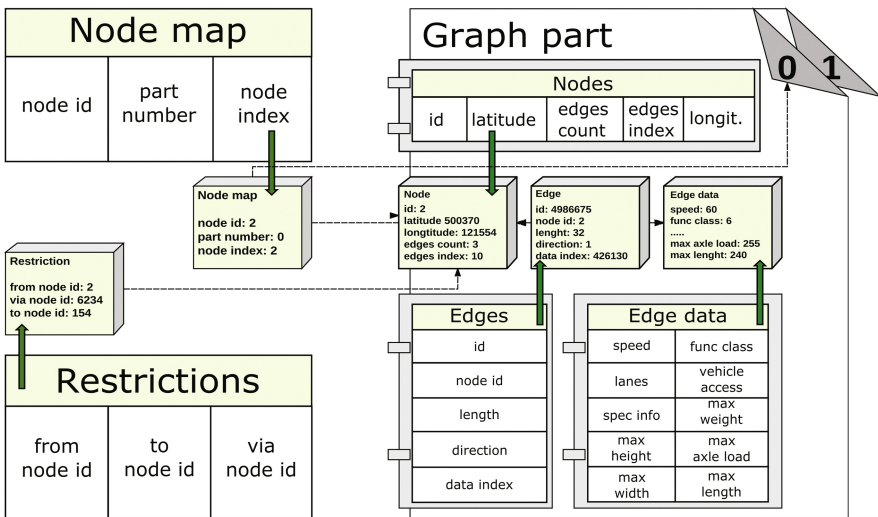 Node map
node id
part
number
node
index
Graph part
0 1
Nodes
id
latitude
edges
count
edges
index
longit.
Node map
node id: 2
part number: 0
node index: 2
Node
id: 2
latitude 500370
longtitude: 121554
edges count: 3
edges index: 10
Edge
id: 4986675
node id: 2
lenght: 32
direction: 1
data index: 426130
Edge data
speed: 60
func class: 6
.....
max axle load: 255
max lenght: 240
Restriction
from node id: 2
via node id: 6234
to node id: 154
Restrictions
from
node id
to
node id
via
node id
Edges
id
node id
length
direction
data index
Edge data
speed
func class
lanes
vehicle
access
spec info
max
weight
max
height
max
axle load
max
width
max
length